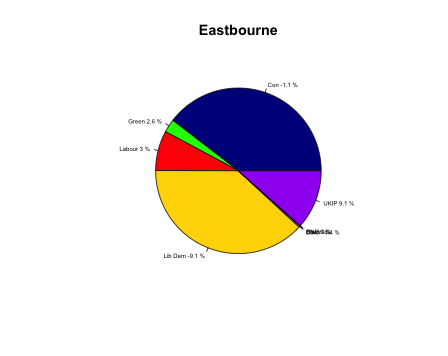 Eastbourne
Con -1.1 %
Green 2.6 %
Labour 3 %
UKIP 9.1 %
Lib Dem -9.1 %